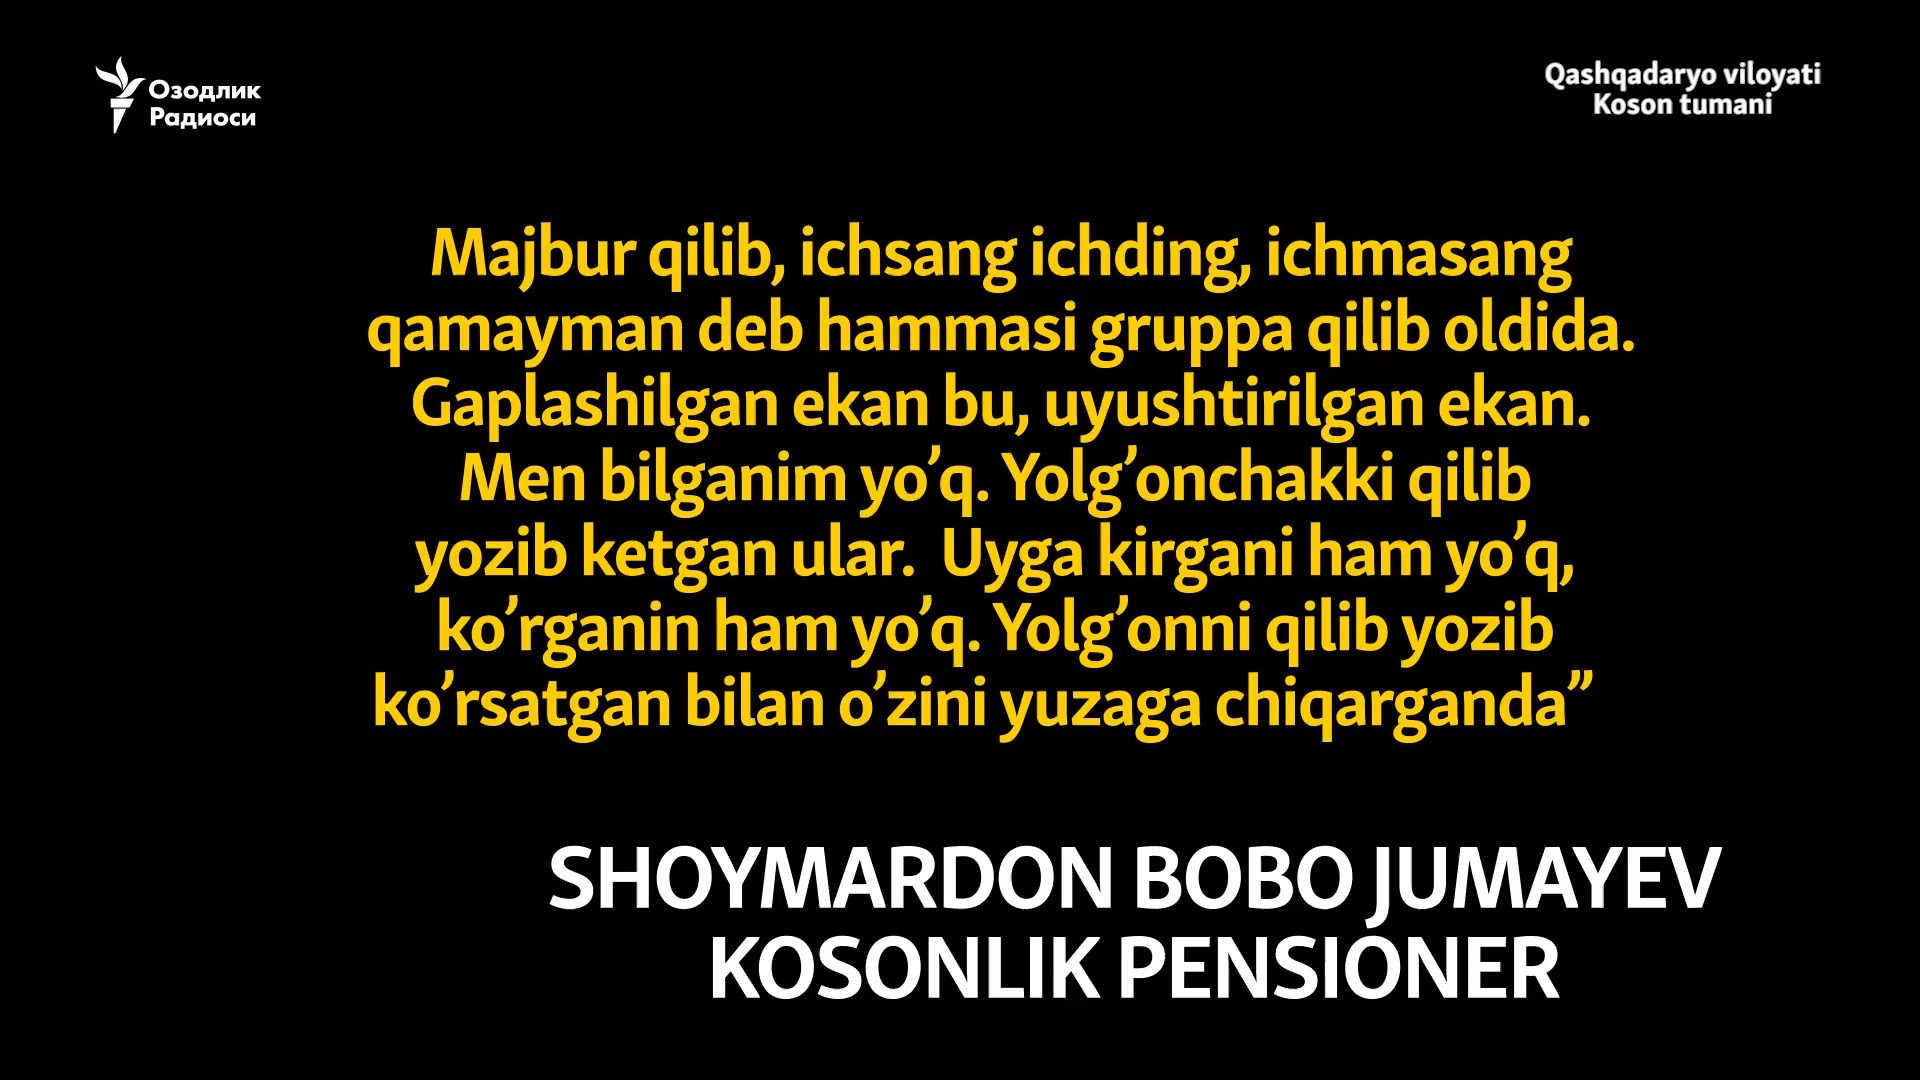 Озодлик
Радиоси
Qashqadaryo viloyati
Koson tumani
Majbur qilib, ichsang ichding, ichmasang
qamayman deb hammasi gruppa qilib oldida.
Gaplashilgan ekan bu, uyushtirilgan ekan.
Men bilganim yo’q. Yolg’onchakki qilib
yozib ketgan ular.  Uyga kirgani ham yo’q,
ko’rganin ham yo’q. Yolg’onni qilib yozib
ko’rsatgan bilan o’zini yuzaga chiqarganda”
SHOYMARDON BOBO JUMAYEV
KOSONLIK PENSIONER